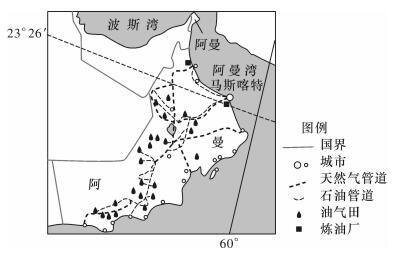 波斯湾
23°26′
阿曼
阿曼湾
马斯喀特
阿 曼
60°
图例
国界
城市
天然气管道
石油管道
油气田
炼油厂